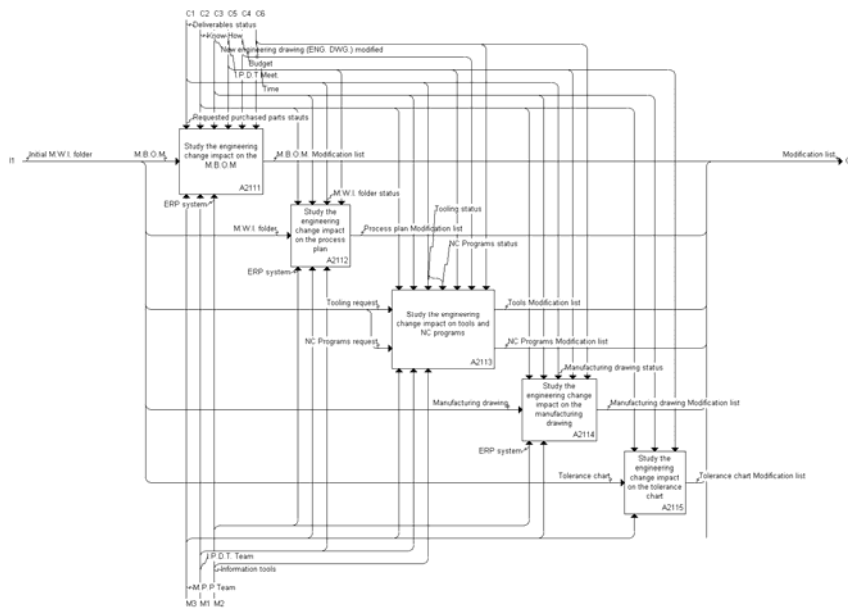 C1 C2 C3 C5 C4 C6
Deliverables status
Know-How
New engineering drawing (ENG. DWG.) modified
Budget
I.P.D.T Meet.
Time
Requested purchased parts stauts
I1
Initial M.W.I. folder
M.B.O.M
Study the engineering
change impact on the
M.B.O.M
A2111
M.B.O.M. Modification list
Modification list
ERP system
M.W.I. folder status
M.W.I. folder
Study the
engineering
change impact
on the process
plan
A2112
Process plan Modification list
ERP system
Tooling status
NC Programs status
Tooling request
NC Programs request
Study the engineering
change impact on tools and
NC programs
A2113
Tools Modification list
NC Programs Modification list
Manufacturing drawing status
Manufacturing drawing
Study the
engineering change
impact on the
manufacturing
drawing
A2114
Manufacturing drawing Modification list
ERP system
Tolerance chart
Study the
engineering
change impact
on the tolerance
chart
A2115
Tolerance chart Modification list
I.P.D.T. Team
Information tools
M.P.P Team
M3 M1 M2